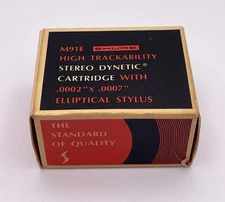 M91E SHURE
HIGH TRACKABILITY
STEREO DYNETIC®
CARTRIDGE WITH
.0002" x .0007"
ELLIPTICAL STYLUS
THE
STANDARD
OF QUALITY